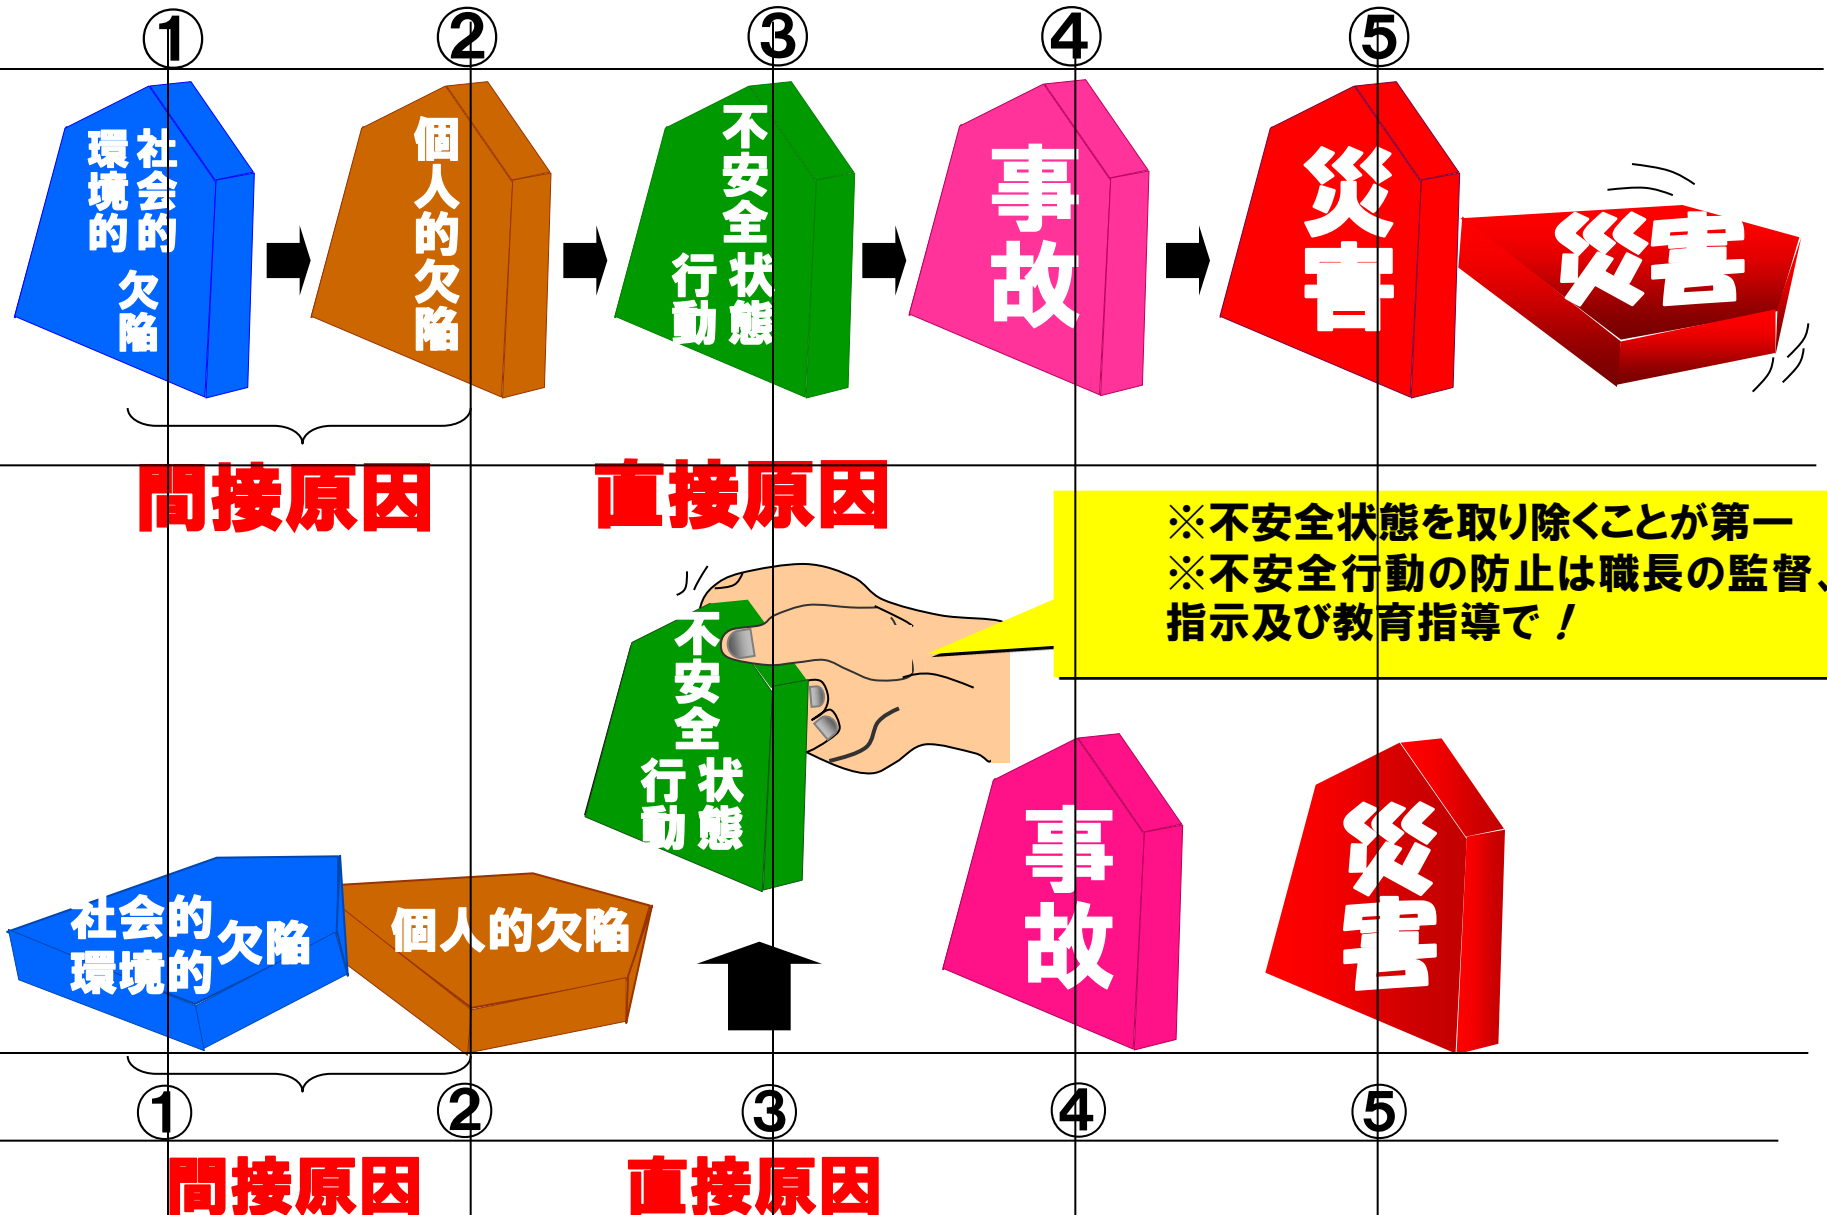 ① ② ③ ④ ⑤
社会的
環境的
欠陥
個人的欠陥
不安全
状態
行動
事故
災害
災害
間接原因
直接原因
※不安全状態を取り除くことが第一
※不安全行動の防止は職長の監督、
指示及び教育指導で！
不安全
状態
行動
事故
災害
社会的
環境的
欠陥
個人的欠陥
① ② ③ ④ ⑤
間接原因
直接原因